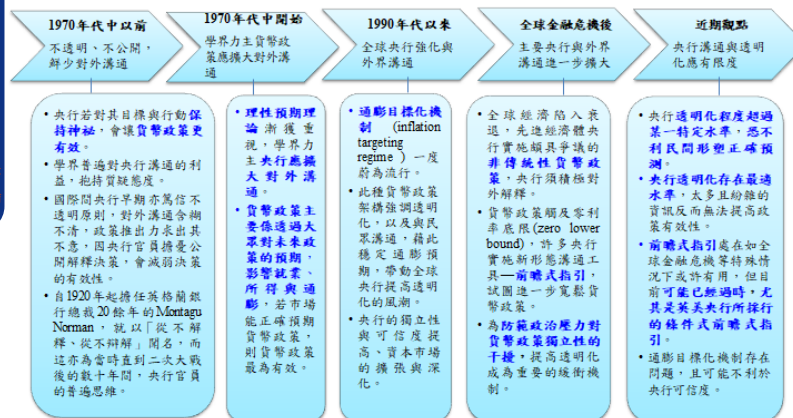 1970年代中以前
不透明、不公開，
鮮少對外溝通
1970年代中開始
學界力主貨幣政
策應擴大對外溝
通
1990年代以來
全球央行強化與
外界溝通
全球金融危機後
主要央行與外界
溝通進一步擴大
近期觀點
央行溝通與透明
化應有限度
• 央行若對其目標與行動保
持神祕，會讓貨幣政策更
有效。
• 學界普遍對央行溝通的利
益，抱持質疑態度。
• 國際間央行早期亦篤信不
透明原則，對外溝通含糊
不清，政策推出力求出其
不意，因央行官員擔憂公
開解釋決策，會減弱決策
的有效性。
• 自1920年起擔任英格蘭銀
行總裁20餘年的Montagu
Norman，就以「從不解
釋、從不辯解」聞名，而
這亦為當時直到二次大戰
後的數十年間，央行官員
的普遍思維。
• 理性預期理
論漸獲重
視，學界力
主央行應擴
大對外溝
通。
• 貨幣政策主
要係透過大
眾對未來政
策的預期，
影響就業、
所得與通
膨，若市場
能正確預期
貨幣政策，
則貨幣政策
最為有效。
• 通膨目標化機
制 (inflation
targeting
regime ) 一度
蔚為流行。
• 此種貨幣政策
架構強調透明
化，以及與民
眾溝通，藉此
穩定通膨預
期，帶動全球
央行提高透明
化的風潮。
• 央行的獨立性
與可信度提
高、資本市場
的擴張與深
化。
• 全球經濟陷入衰
退，先進經濟體央
行實施頗具爭議的
非傳統性貨幣政
策，央行須積極對
外解釋。
• 貨幣政策觸及零利
率底限(zero lower
bound)，許多央行
實施新形態溝通工
具—前瞻式指引，
試圖進一步寬鬆貨
幣政策。
• 為防範政治壓力對
貨幣政策獨立性的
干擾，提高透明化
成為重要的緩衝機
制。
• 央行透明化程度超過
某一特定水準，恐不
利民間形塑正確預
測。
• 央行透明化存在最適
水準，太多且紛雜的
資訊反而無法提高政
策有效性。
• 前瞻式指引處在如全
球金融危機等特殊情
況下或許有用，但目
前可能已經過時，尤
其是英美央行所採行
的條件式前瞻式指
引。
• 通膨目標化機制存在
問題，且可能不利於
央行可信度。